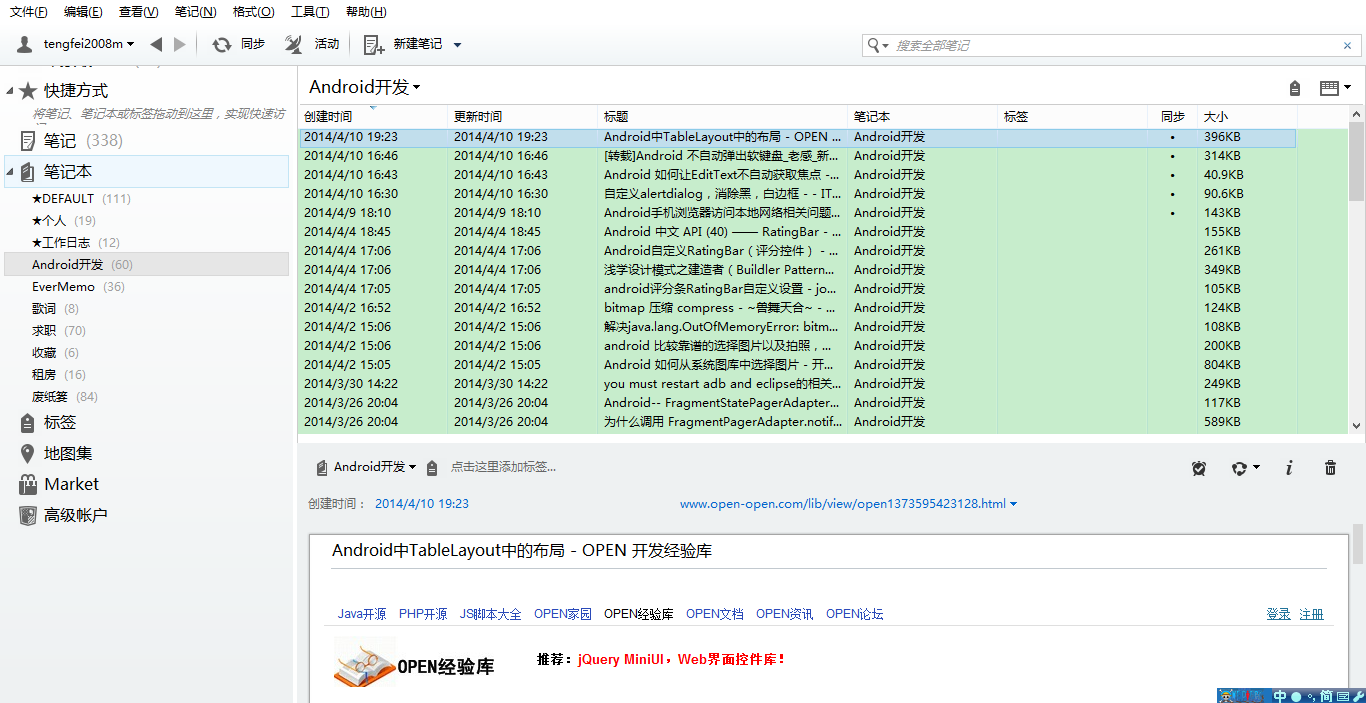 文件(F) 编辑(E) 查看(V) 笔记(N) 格式(O) 工具(T) 帮助(H)
tengfei2008m 同步 活动 新建笔记 搜索全部笔记
快捷方式
将笔记、笔记本或标签拖动到这里，实现快速访
笔记 (338)
笔记本
★DEFAULT (111)
★个人 (19)
★工作日志 (12)
Android开发 (60)
EverMemo (36)
歌词 (8)
求职 (70)
收藏 (6)
租房 (16)
废纸篓 (84)
标签
地图集
Market
高级帐户
Android开发
创建时间 更新时间 标题 笔记本 标签 同步 大小
2014/4/10 19:23 2014/4/10 19:23 Android中TableLayout中的布局 - OPEN ... Android开发 • 396KB
2014/4/10 16:46 2014/4/10 16:46 [转载]Android 不自动弹出软键盘_老感_新... Android开发 • 314KB
2014/4/10 16:43 2014/4/10 16:43 Android 如何让EditText不自动获取焦点 -... Android开发 • 40.9KB
2014/4/10 16:30 2014/4/10 16:30 自定义alertdialog，消除黑，白边框 - - IT... Android开发 • 90.6KB
2014/4/9 18:10 2014/4/9 18:10 Android手机浏览器访问本地网络相关问题... Android开发 • 143KB
2014/4/4 18:45 2014/4/4 18:45 Android 中文 API (40) —— RatingBar - ... Android开发 155KB
2014/4/4 17:06 2014/4/4 17:06 Android自定义RatingBar（评分控件） - ... Android开发 261KB
2014/4/4 17:06 2014/4/4 17:06 浅学设计模式之建造者（Buildler Pattern... Android开发 349KB
2014/4/4 17:05 2014/4/4 17:05 android评分条RatingBar自定义设置 - jo... Android开发 105KB
2014/4/2 16:52 2014/4/2 16:52 bitmap 压缩 compress - ~兽舞天合~ - ... Android开发 124KB
2014/4/2 15:06 2014/4/2 15:06 解决java.lang.OutOfMemoryError: bitm... Android开发 108KB
2014/4/2 15:06 2014/4/2 15:06 android 比较靠谱的选择图片以及拍照，... Android开发 200KB
2014/4/2 15:05 2014/4/2 15:05 Android 如何从系统图库中选择图片 - 开... Android开发 804KB
2014/3/30 14:22 2014/3/30 14:22 you must restart adb and eclipse的相关... Android开发 249KB
2014/3/26 20:04 2014/3/26 20:04 Android-- FragmentStatePagerAdapter... Android开发 117KB
2014/3/26 20:04 2014/3/26 20:04 为什么调用 FragmentPagerAdapter.notif... Android开发 589KB
Android开发 点击这里添加标签...
创建时间： 2014/4/10 19:23 www.open-open.com/lib/view/open1373595423128.html
Android中TableLayout中的布局 - OPEN 开发经验库
Java开源 PHP开源 JS脚本大全 OPEN家园 OPEN经验库 OPEN文档 OPEN资讯 OPEN论坛 登录 注册
OPEN经验库 推荐：jQuery MiniUI，Web界面控件库！
中 简